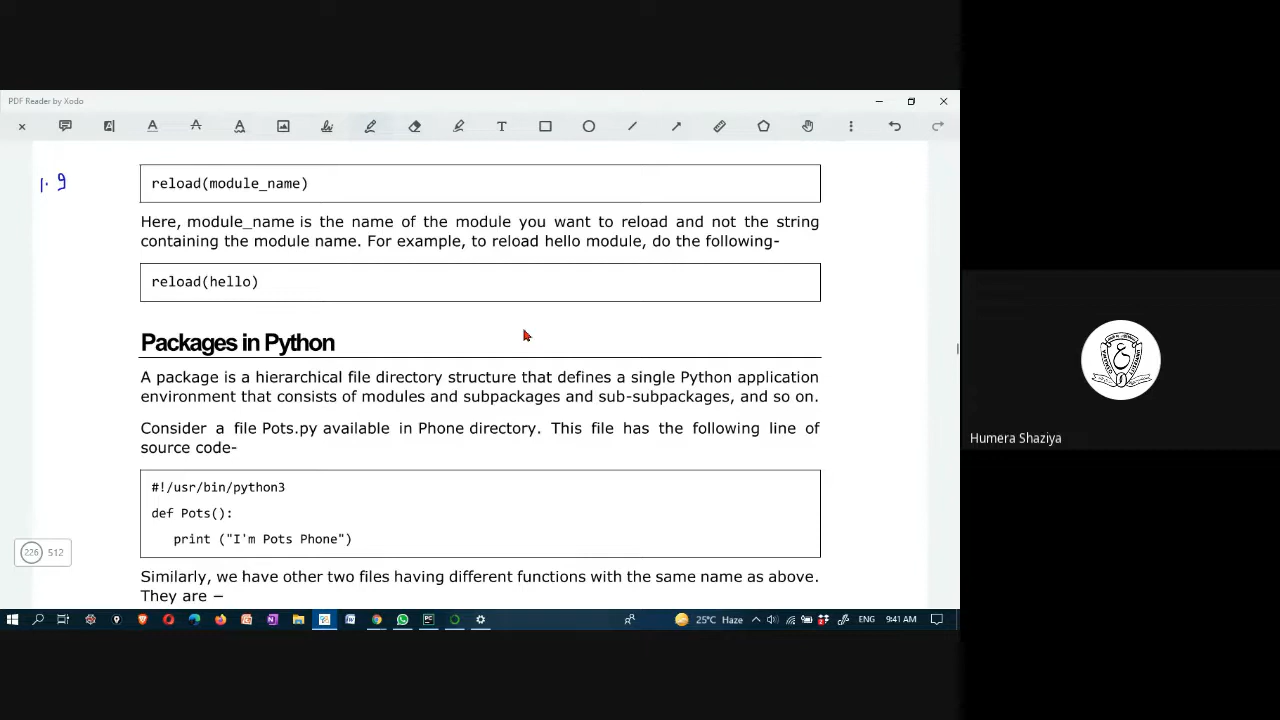 PDF Reader by Xodo
1.9
reload(module_name)
Here, module_name is the name of the module you want to reload and not the string
containing the module name. For example, to reload hello module, do the following-
reload(hello)
Packages in Python
A package is a hierarchical file directory structure that defines a single Python application
environment that consists of modules and subpackages and sub-subpackages, and so on.
Consider a file Pots.py available in Phone directory. This file has the following line of
source code-
#!/usr/bin/python3
def Pots():
print ("I'm Pots Phone")
Similarly, we have other two files having different functions with the same name as above.
They are –
226 512
25°C Haze ENG 9:41 AM
Humera Shaziya